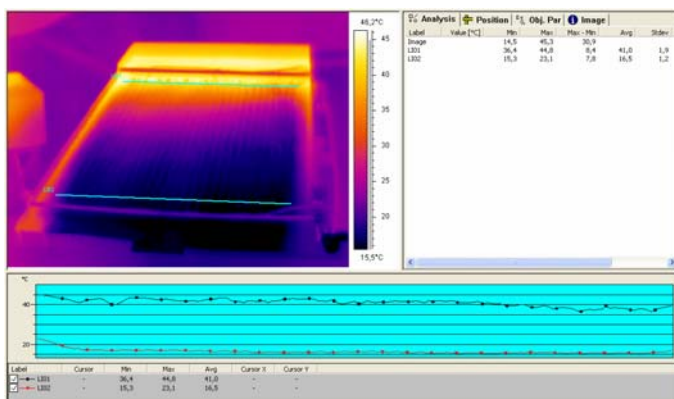 46,2°C
45
40
35
30
25
20
15,5°C
Analysis Position Obj. Par Image
Label Value [°C] Min Max Max - Min Avg Stdev
Image 14,5 45,3 30,9
LI01 36,4 44,8 8,4 41,0 1,9
LI02 15,3 23,1 7,8 16,5 1,2
°C
40
20
Label Cursor Min Max Avg Cursor X Cursor Y
LI01 - 36,4 44,8 41,0 - -
LI02 - 15,3 23,1 16,5 - -